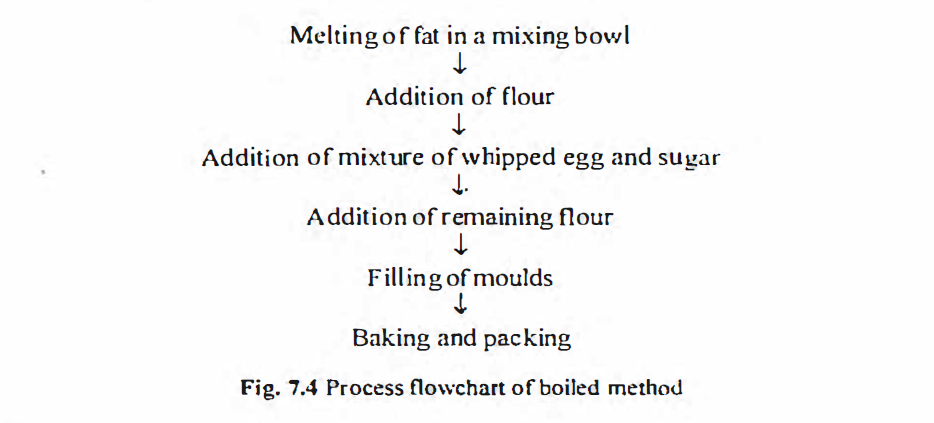 Melting of fat in a mixing bowl
↓
Addition of flour
↓
Addition of mixture of whipped egg and sugar
↓
Addition of remaining flour
↓
Filling of moulds
↓
Baking and packing
Fig. 7.4 Process flowchart of boiled method